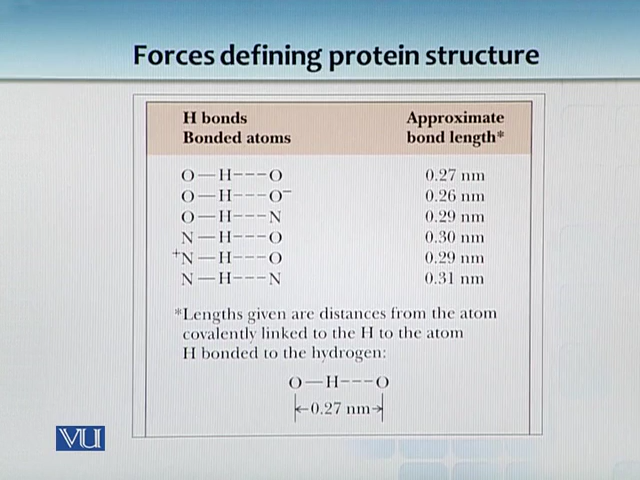 Forces defining protein structure
H bonds Approximate
Bonded atoms bond length*
O—H---O 0.27 nm
O—H---O⁻ 0.26 nm
O—H---N 0.29 nm
N—H---O 0.30 nm
⁺N—H---O 0.29 nm
N—H---N 0.31 nm
*Lengths given are distances from the atom
covalently linked to the H to the atom
H bonded to the hydrogen:
O—H---O
0.27 nm
VU